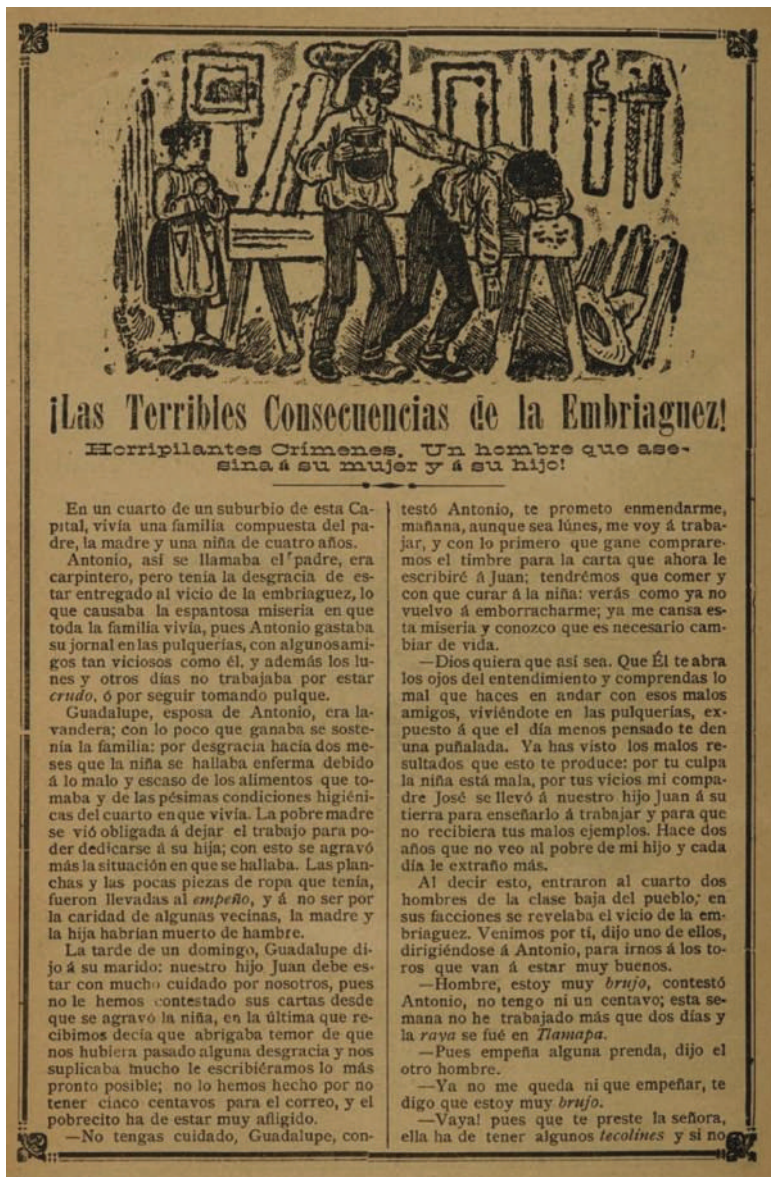 ¡Las Terribles Consecuencias de la Embriaguez!
Horripilantes Crímenes. Un hombre que ase-
sina á su mujer y á su hijo!
En un cuarto de un suburbio de esta Ca-
pital, vivía una familia compuesta del pa-
dre, la madre y una niña de cuatro años.
Antonio, así se llamaba el padre, era
carpintero, pero tenía la desgracia de es-
tar entregado al vicio de la embriaguez, lo
que causaba la espantosa miseria en que
toda la familia vivía, pues Antonio gastaba
su jornal en las pulquerías, con algunos ami-
gos tan viciosos como él, y además los lu-
nes y otros días no trabajaba por estar
crudo, ó por seguir tomando pulque.
Guadalupe, esposa de Antonio, era la-
vandera; con lo poco que ganaba se soste-
nía la familia: por desgracia hacía dos me-
ses que la niña se hallaba enferma debido
á lo malo y escaso de los alimentos que to-
maba y de las pésimas condiciones higiéni-
cas del cuarto en que vivía. La pobre madre
se vió obligada á dejar el trabajo para po-
der dedicarse á su hija; con esto se agravó
más la situación en que se hallaba. Las plan-
chas y las pocas piezas de ropa que tenía,
fueron llevadas al empeño, y á no ser por
la caridad de algunas vecinas, la madre y
la hija habrían muerto de hambre.
La tarde de un domingo, Guadalupe di-
jo á su marido: nuestro hijo Juan debe es-
tar con mucho cuidado por nosotros, pues
no le hemos contestado sus cartas desde
que se agravó la niña, en la última que re-
cibimos decía que abrigaba temor de que
nos hubiera pasado alguna desgracia y nos
suplicaba mucho le escribiéramos lo más
pronto posible; no lo hemos hecho por no
tener cinco centavos para el correo, y el
pobrecito ha de estar muy afligido.
—No tengas cuidado, Guadalupe, con-
testó Antonio, te prometo enmendarme,
mañana, aunque sea lúnes, me voy á traba-
jar, y con lo primero que gane comprare-
mos el timbre para la carta que ahora le
escribiré á Juan; tendrémos que comer y
con que curar á la niña: verás como ya no
vuelvo á emborracharme; ya me cansa es-
ta miseria y conozco que es necesario cam-
biar de vida.
—Dios quiera que así sea. Que Él te abra
los ojos del entendimiento y comprendas lo
mal que haces en andar con esos malos
amigos, viviéndote en las pulquerías, ex-
puesto á que el día menos pensado te den
una puñalada. Ya has visto los malos re-
sultados que esto te produce: por tu culpa
la niña está mala, por tus vicios mi compa-
dre José se llevó á nuestro hijo Juan á su
tierra para enseñarlo á trabajar y para que
no recibiera tus malos ejemplos. Hace dos
años que no veo al pobre de mi hijo y cada
día le extraño más.
Al decir esto, entraron al cuarto dos
hombres de la clase baja del pueblo; en
sus facciones se revelaba el vicio de la em-
briaguez. Venimos por tí, dijo uno de ellos,
dirigiéndose á Antonio, para irnos á los to-
ros que van á estar muy buenos.
—Hombre, estoy muy brujo, contestó
Antonio, no tengo ni un centavo; esta se-
mana no he trabajado más que dos días y
la raya se fué en Tlamapa.
—Pues empeña alguna prenda, dijo el
otro hombre.
—Ya no me queda ni que empeñar, te
digo que estoy muy brujo.
—Vaya! pues que te preste la señora,
ella ha de tener algunos tecolines y si no